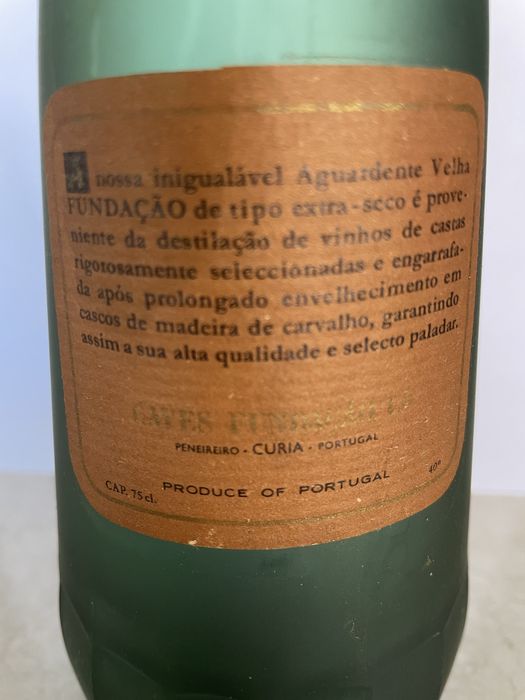 A nossa inigualável Aguardente Velha
FUNDAÇÃO de tipo extra-seco é prove-
niente da destilação de vinhos de castas
rigorosamente seleccionadas e engarrafa-
da após prolongado envelhecimento em
cascos de madeira de carvalho, garantindo
assim a sua alta qualidade e selecto paladar.
CAVES FUNDAÇÃO
PENEIREIRO - CURIA - PORTUGAL
CAP. 75 cl. PRODUCE OF PORTUGAL 40º